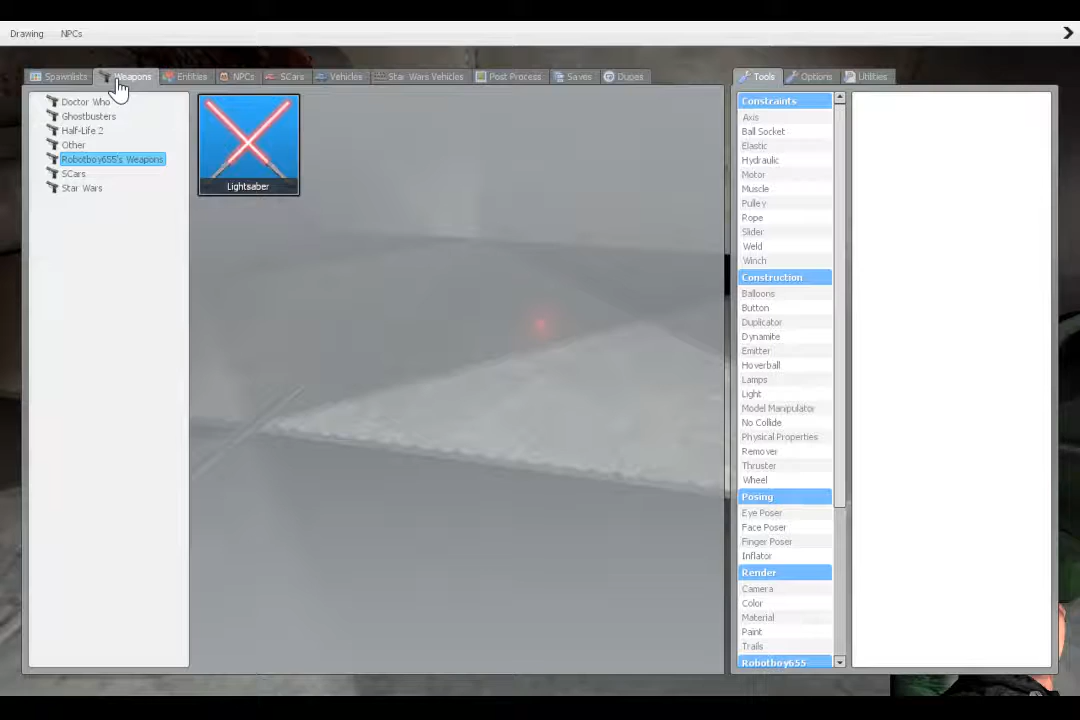 Drawing NPCs
Spawnlists Weapons Entities NPCs SCars Vehicles Star Wars Vehicles Post Process Saves Dupes
Tools Options Utilities
Doctor Who
Ghostbusters
Half-Life 2
Other
Robotboy655's Weapons
SCars
Star Wars
Lightsaber
Constraints
Axis
Ball Socket
Elastic
Hydraulic
Motor
Muscle
Pulley
Rope
Slider
Weld
Winch
Construction
Balloons
Button
Duplicator
Dynamite
Emitter
Hoverball
Lamps
Light
Model Manipulator
No Collide
Physical Properties
Remover
Thruster
Wheel
Posing
Eye Poser
Face Poser
Finger Poser
Inflator
Render
Camera
Color
Material
Paint
Trails
Robotboy655